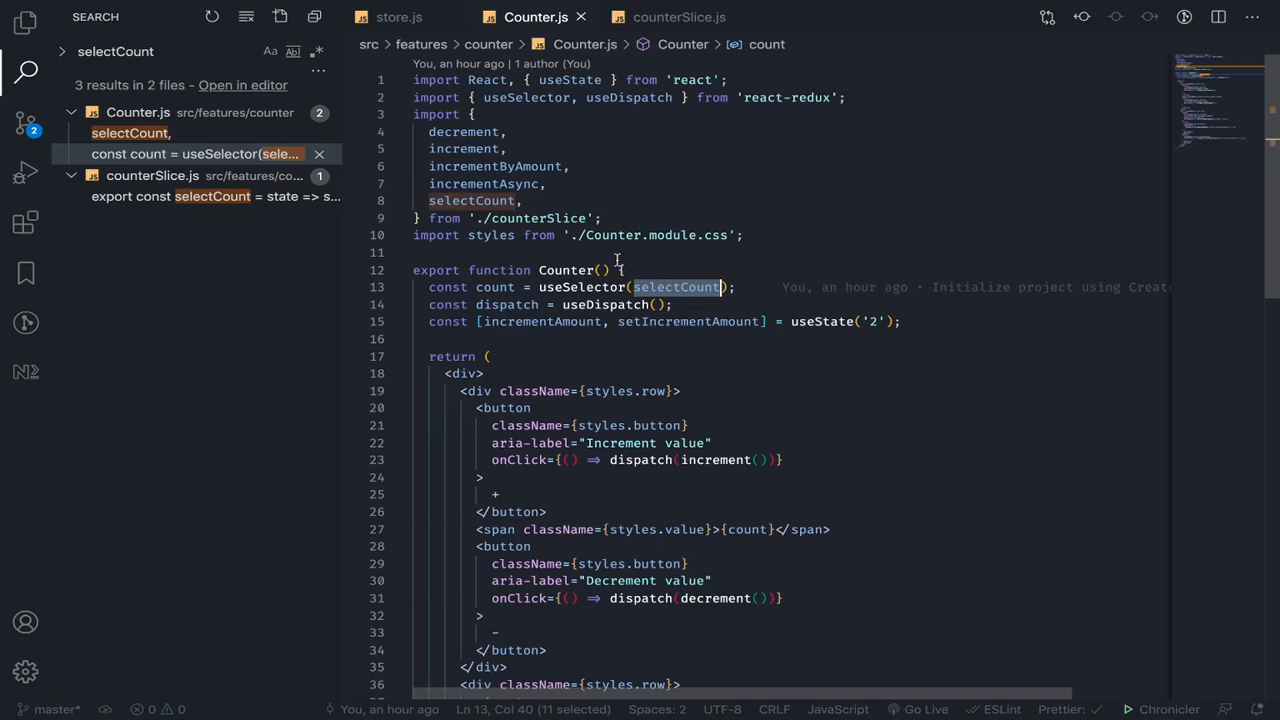 SEARCH
selectCount
Aa Abl .*
3 results in 2 files - Open in editor
Counter.js src/features/counter 2
selectCount,
const count = useSelector(sele...
counterSlice.js src/features/co... 1
export const selectCount = state => s...
2
JS store.js
JS Counter.js
JS counterSlice.js
src > features > counter > JS Counter.js > Counter > count
You, an hour ago | 1 author (You)
1 import React, { useState } from 'react';
2 import { useSelector, useDispatch } from 'react-redux';
3 import {
4 decrement,
5 increment,
6 incrementByAmount,
7 incrementAsync,
8 selectCount,
9 } from './counterSlice';
10 import styles from './Counter.module.css';
11
12 export function Counter() {
13 const count = useSelector(selectCount); You, an hour ago • Initialize project using Creat
14 const dispatch = useDispatch();
15 const [incrementAmount, setIncrementAmount] = useState('2');
16
17 return (
18 <div>
19 <div className={styles.row}>
20 <button
21 className={styles.button}
22 aria-label="Increment value"
23 onClick={() => dispatch(increment())}
24 >
25 +
26 </button>
27 <span className={styles.value}>{count}</span>
28 <button
29 className={styles.button}
30 aria-label="Decrement value"
31 onClick={() => dispatch(decrement())}
32 >
33 -
34 </button>
35 </div>
36 <div className={styles.row}>
master* 0 0 You, an hour ago Ln 13, Col 40 (11 selected) Spaces: 2 UTF-8 CRLF JavaScript Go Live ESLint Prettier: ✓ Chronicler